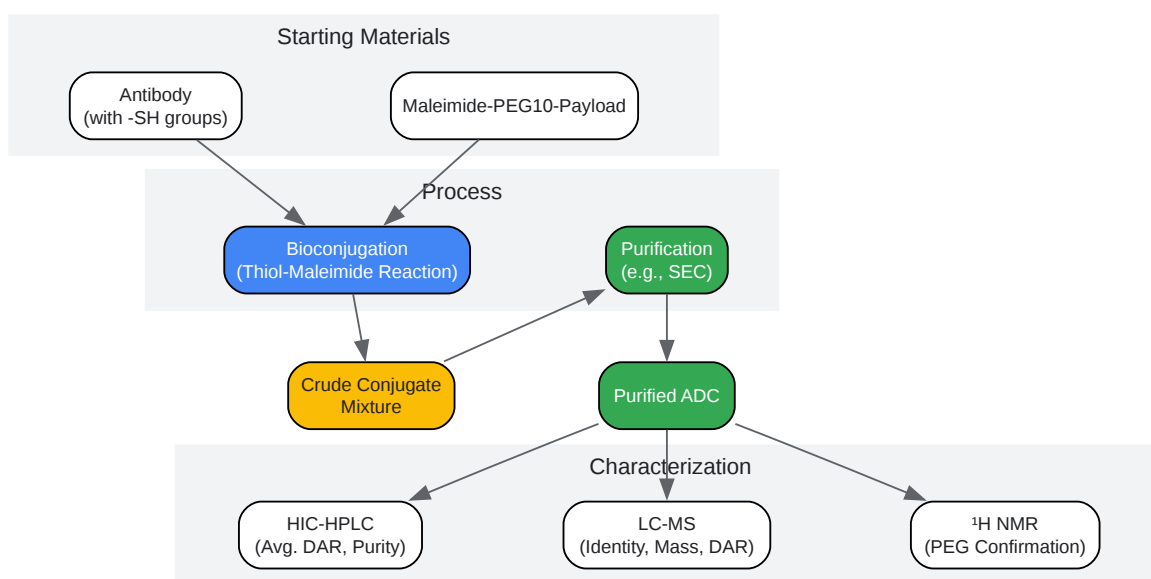 Starting Materials
Antibody
(with -SH groups)
Maleimide-PEG10-Payload
Process
Bioconjugation
(Thiol-Maleimide Reaction)
Purification
(e.g., SEC)
Crude Conjugate
Mixture
Purified ADC
Characterization
HIC-HPLC
(Avg. DAR, Purity)
LC-MS
(Identity, Mass, DAR)
¹H NMR
(PEG Confirmation)